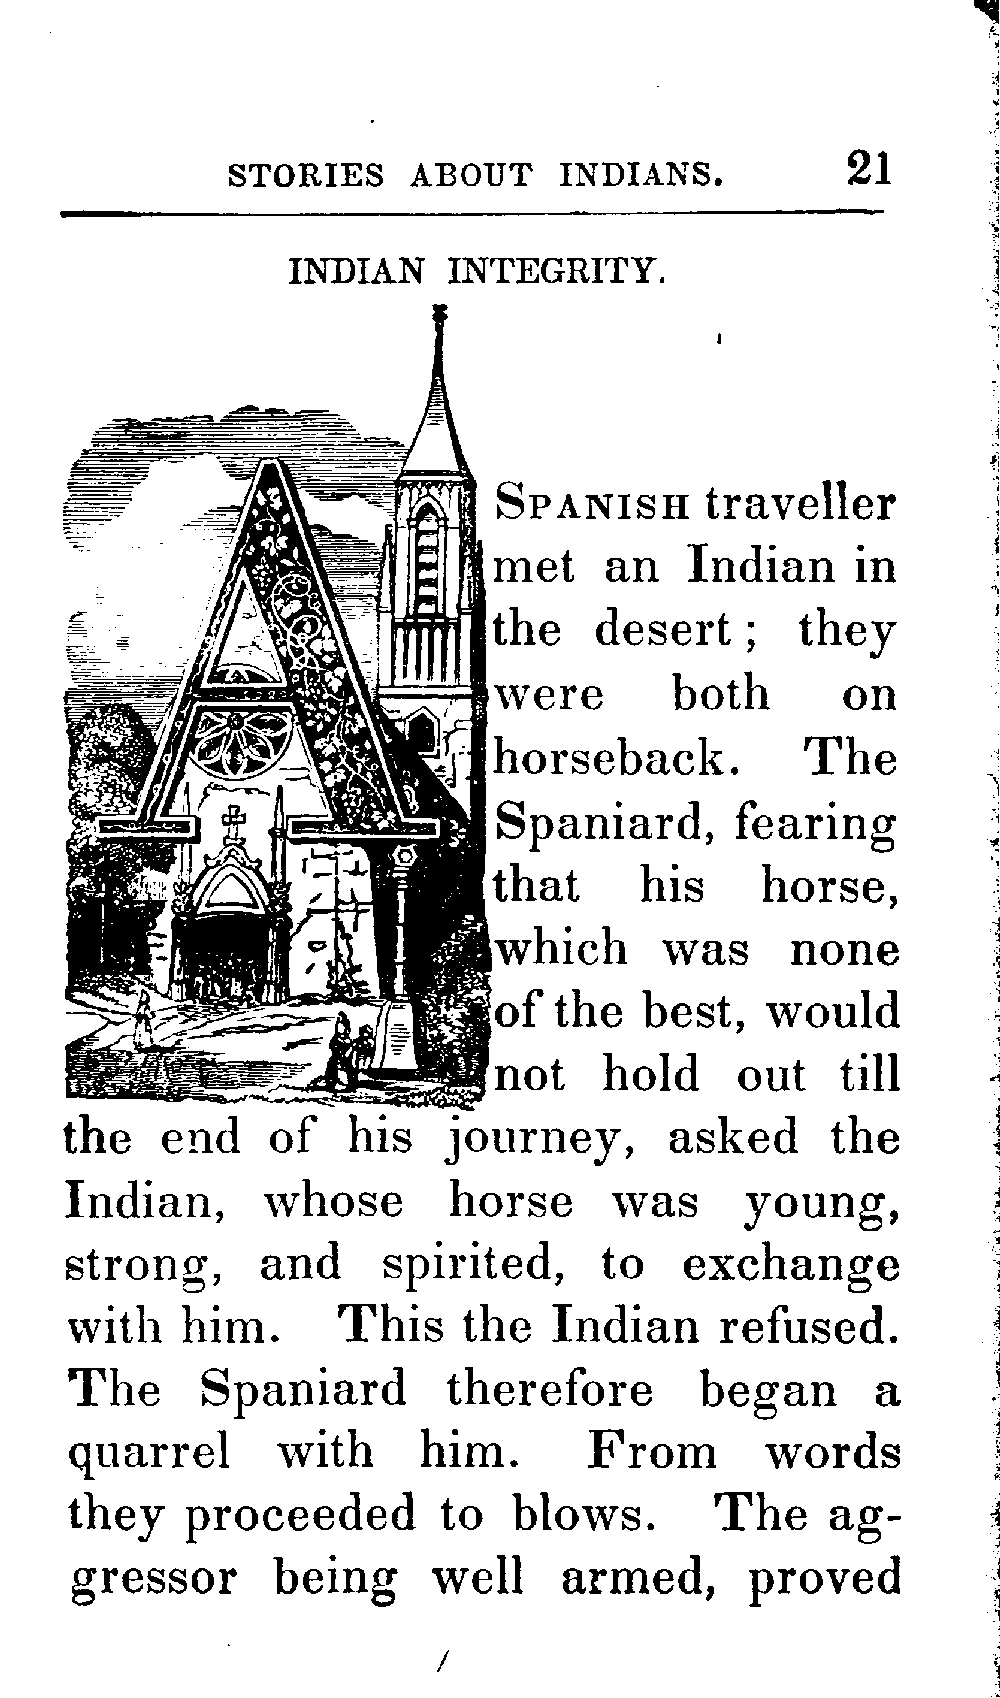 STORIES ABOUT INDIANS. 21
INDIAN INTEGRITY.
A SPANISH traveller
met an Indian in
the desert; they
were both on
horseback. The
Spaniard, fearing
that his horse,
which was none
of the best, would
not hold out till
the end of his journey, asked the
Indian, whose horse was young,
strong, and spirited, to exchange
with him. This the Indian refused.
The Spaniard therefore began a
quarrel with him. From words
they proceeded to blows. The ag-
gressor being well armed, proved